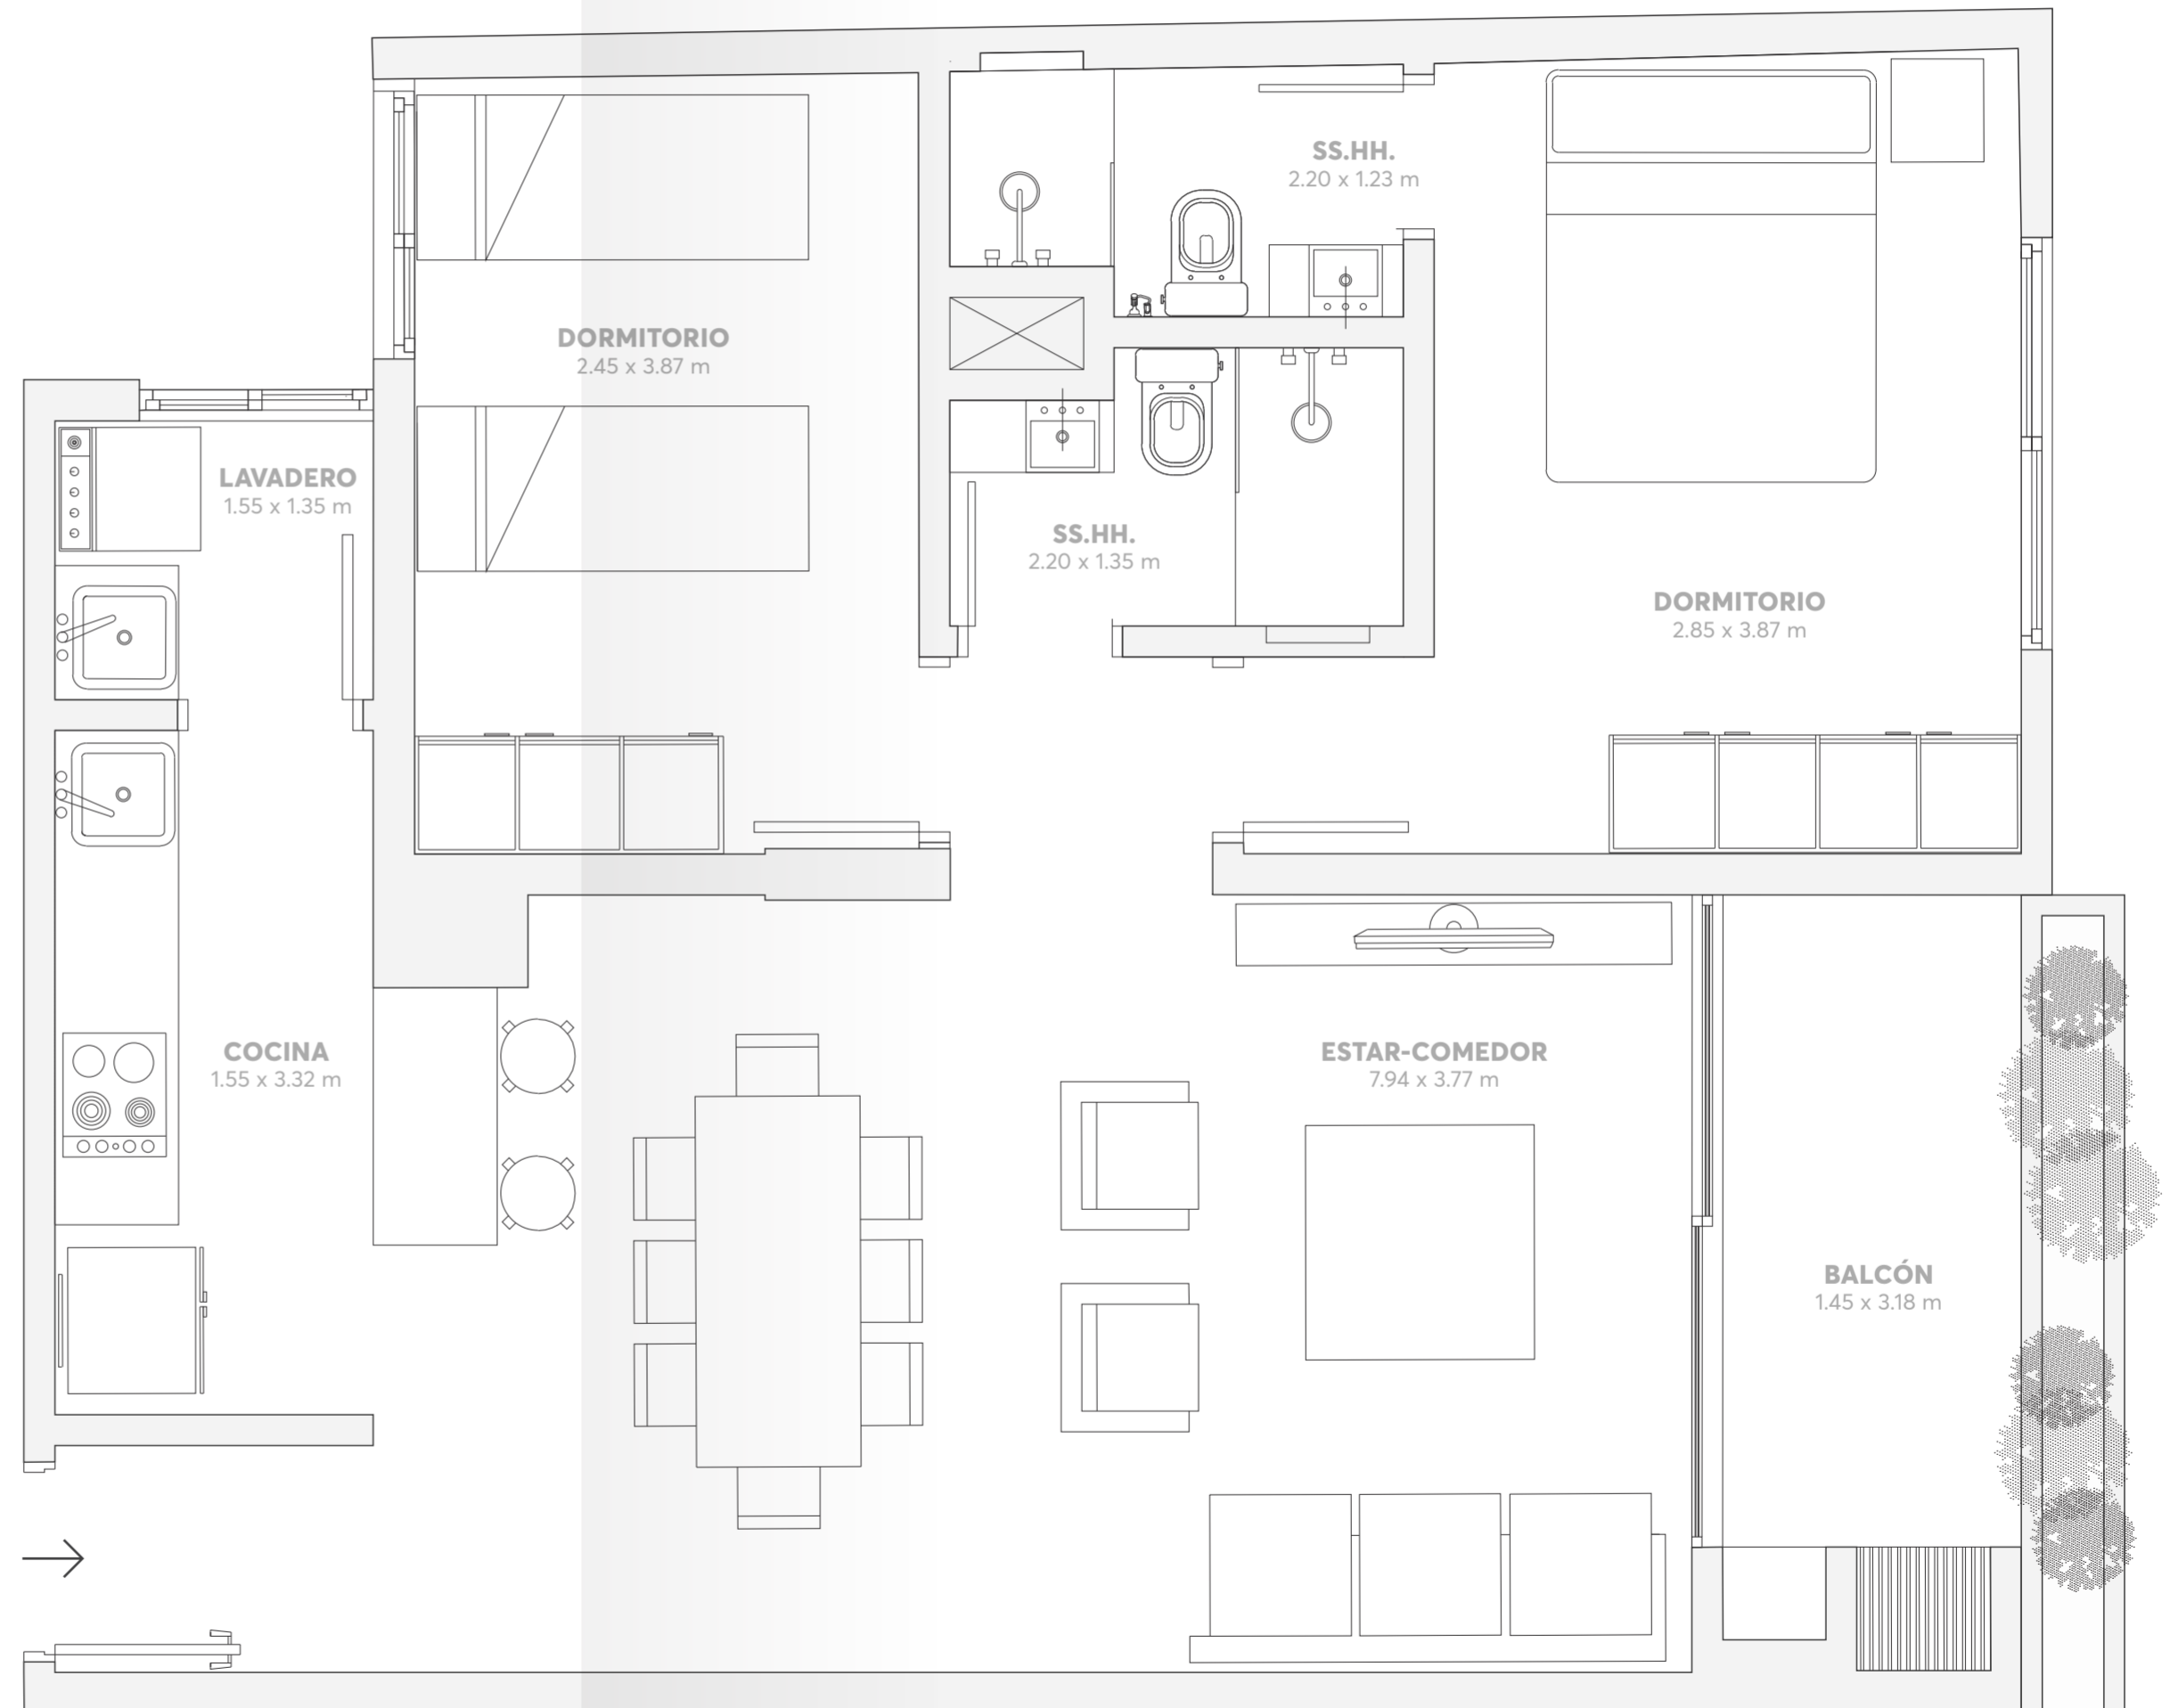 SS.HH.
2.20 x 1.23 m
DORMITORIO
2.45 x 3.87 m
LAVADERO
1.55 x 1.35 m
SS.HH.
2.20 x 1.35 m
DORMITORIO
2.85 x 3.87 m
COCINA
1.55 x 3.32 m
ESTAR-COMEDOR
7.94 x 3.77 m
BALCÓN
1.45 x 3.18 m